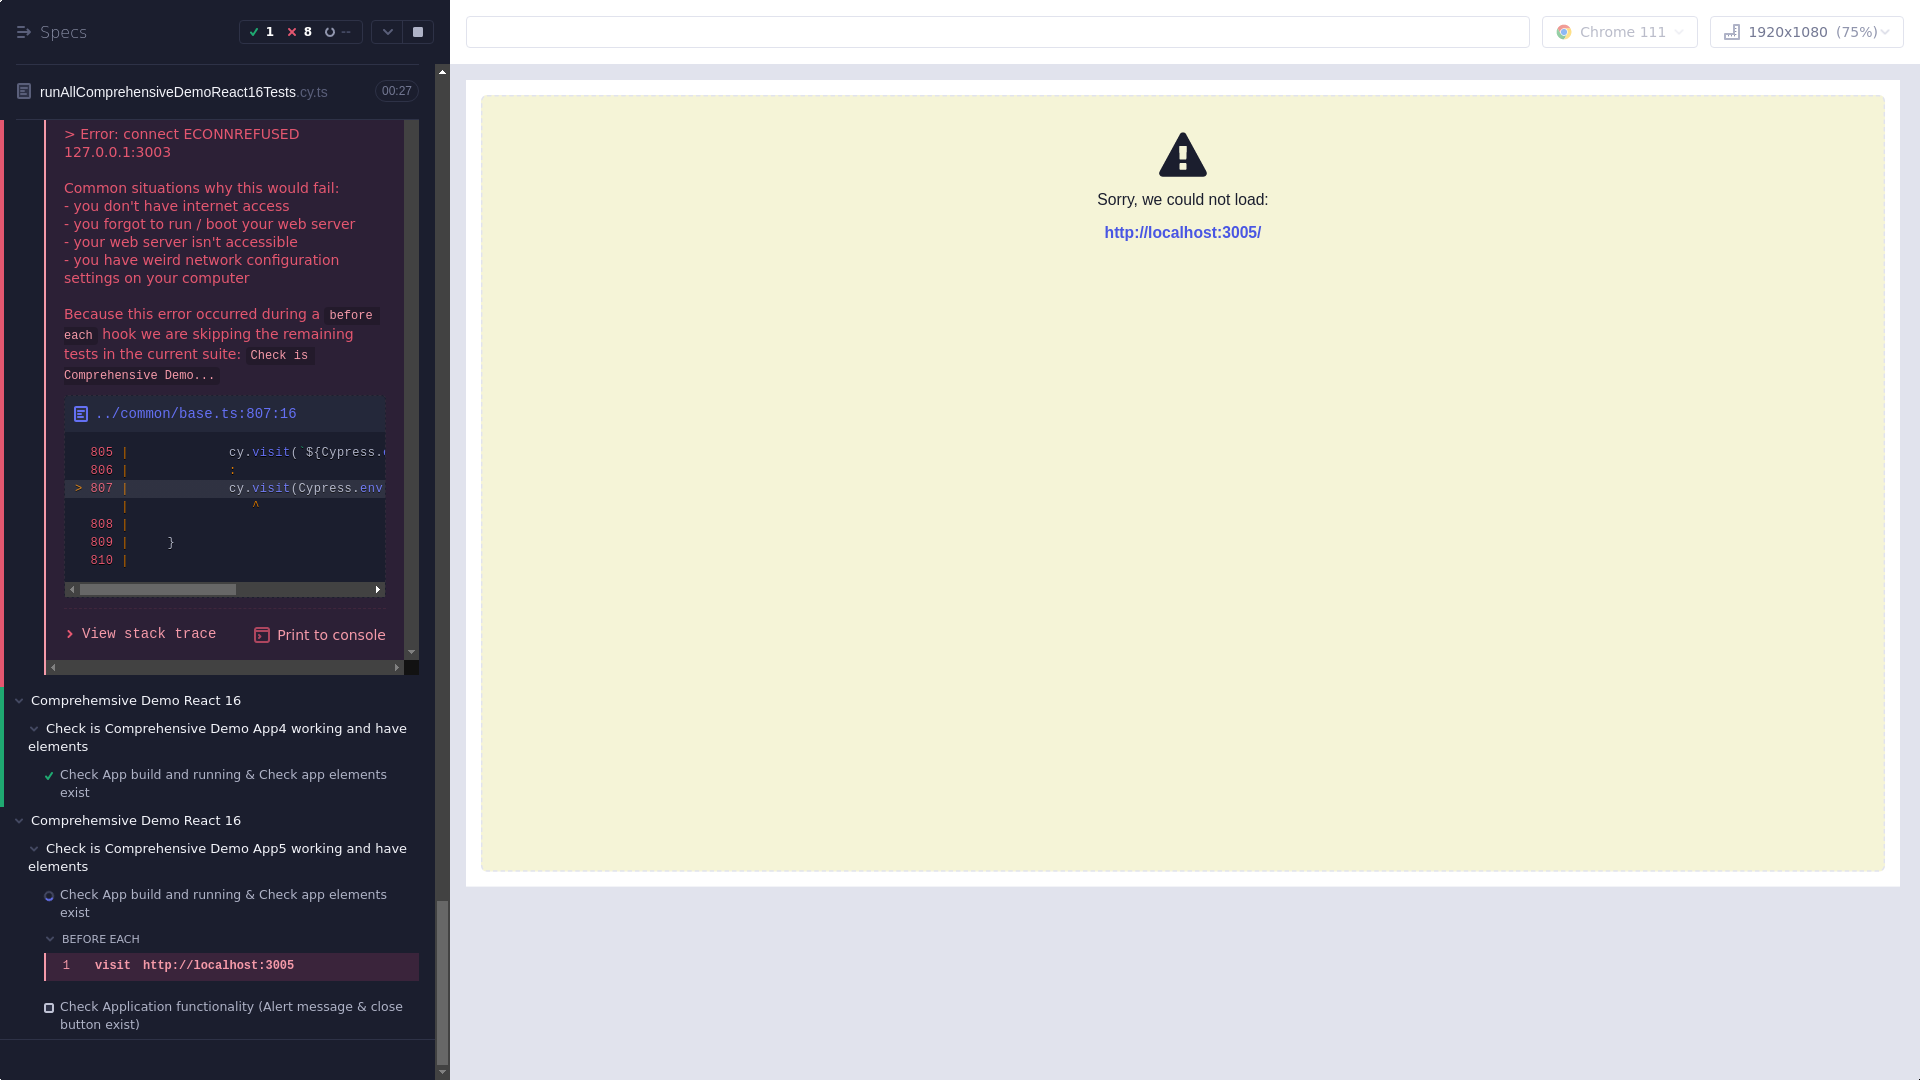 Specs
1
8
--
runAllComprehensiveDemoReact16Tests.cy.ts
00:27
> Error: connect ECONNREFUSED
127.0.0.1:3003
Common situations why this would fail:
- you don't have internet access
- you forgot to run / boot your web server
- your web server isn't accessible
- you have weird network configuration
settings on your computer
Because this error occurred during a before
each hook we are skipping the remaining
tests in the current suite: Check is
Comprehensive Demo...
../common/base.ts:807:16
805 | cy.visit(`${Cypress.
806 | :
> 807 | cy.visit(Cypress.env
| ^
808 |
809 | }
810 |
View stack trace
Print to console
Comprehemsive Demo React 16
Check is Comprehensive Demo App4 working and have
elements
Check App build and running & Check app elements
exist
Comprehemsive Demo React 16
Check is Comprehensive Demo App5 working and have
elements
Check App build and running & Check app elements
exist
BEFORE EACH
1 visit http://localhost:3005
Check Application functionality (Alert message & close
button exist)
Chrome 111
1920x1080 (75%)
Sorry, we could not load:
http://localhost:3005/